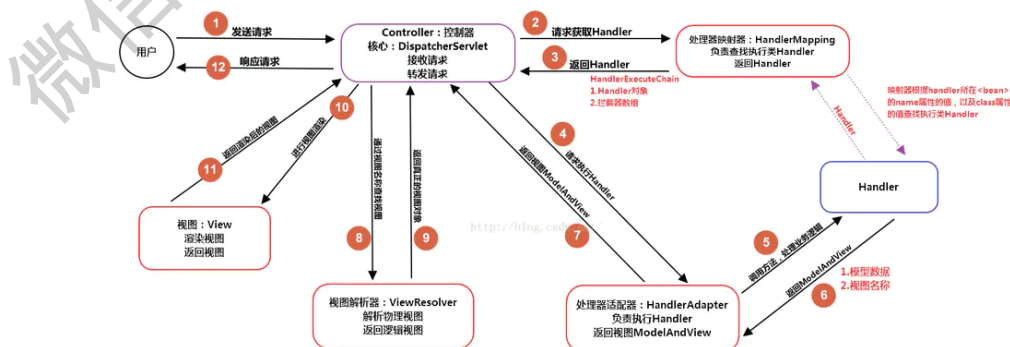 1
发送请求
用户
12
响应请求
Controller：控制器
核心：DispatcherServlet
接收请求
转发请求
2
请求获取Handler
3
返回Handler
HandlerExecuteChain
1.Handler对象
2.拦截器数组
处理器映射器：HandlerMapping
负责查找执行类Handler
返回Handler
映射器根据handler所在<bean>
的name属性的值，以及class属性
的值查找执行类Handler
Handler
Handler
4
请求执行Handler
5
调用方法，处理业务逻辑
6
返回ModelAndView
1.模型数据
2.视图名称
处理器适配器：HandlerAdapter
负责执行Handler
返回视图ModelAndView
7
返回视图ModelAndView
8
通过视图名称查找视图
9
返回真正的视图对象
视图解析器：ViewResolver
解析物理视图
返回逻辑视图
10
进行视图渲染
11
返回渲染后的视图
视图：View
渲染视图
返回视图
微信